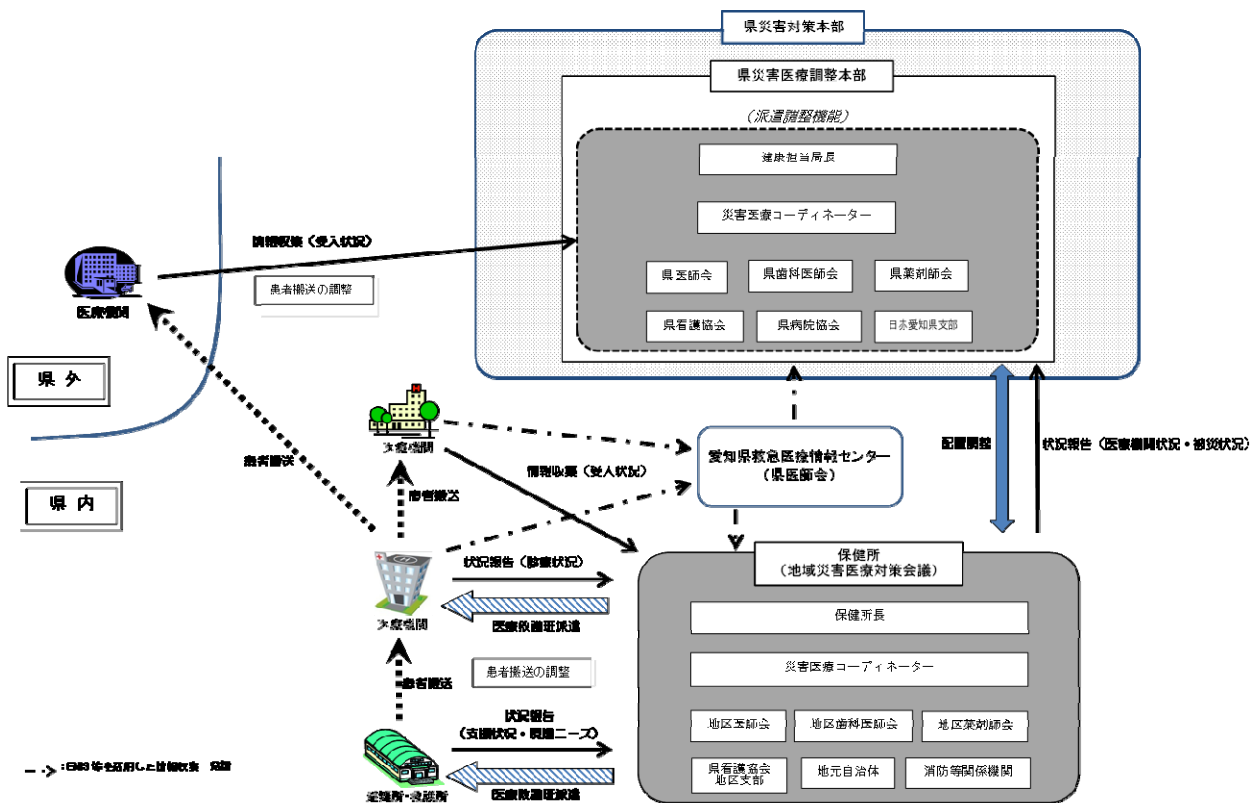 県災害対策本部
県災害医療調整本部
(派遣調整機能)
健康担当局長
災害医療コーディネーター
県医師会
県歯科医師会
県薬剤師会
県看護協会
県病院協会
日赤愛知県支部
情報収集（受入状況）
患者搬送の調整
医療機関
県 外
県 内
患者搬送
医療機関
患者搬送
情報収集（受入状況）
愛知県救急医療情報センター
（県医師会）
配置調整
状況報告（医療機関状況・被災状況）
保健所
（地域災害医療対策会議）
保健所長
災害医療コーディネーター
地区医師会
地区歯科医師会
地区薬剤師会
県看護協会
地区支部
地元自治体
消防等関係機関
状況報告（診療状況）
医療救護班派遣
医療機関
患者搬送の調整
患者搬送
状況報告
（支援状況・現場ニーズ）
医療救護班派遣
避難所・救護所